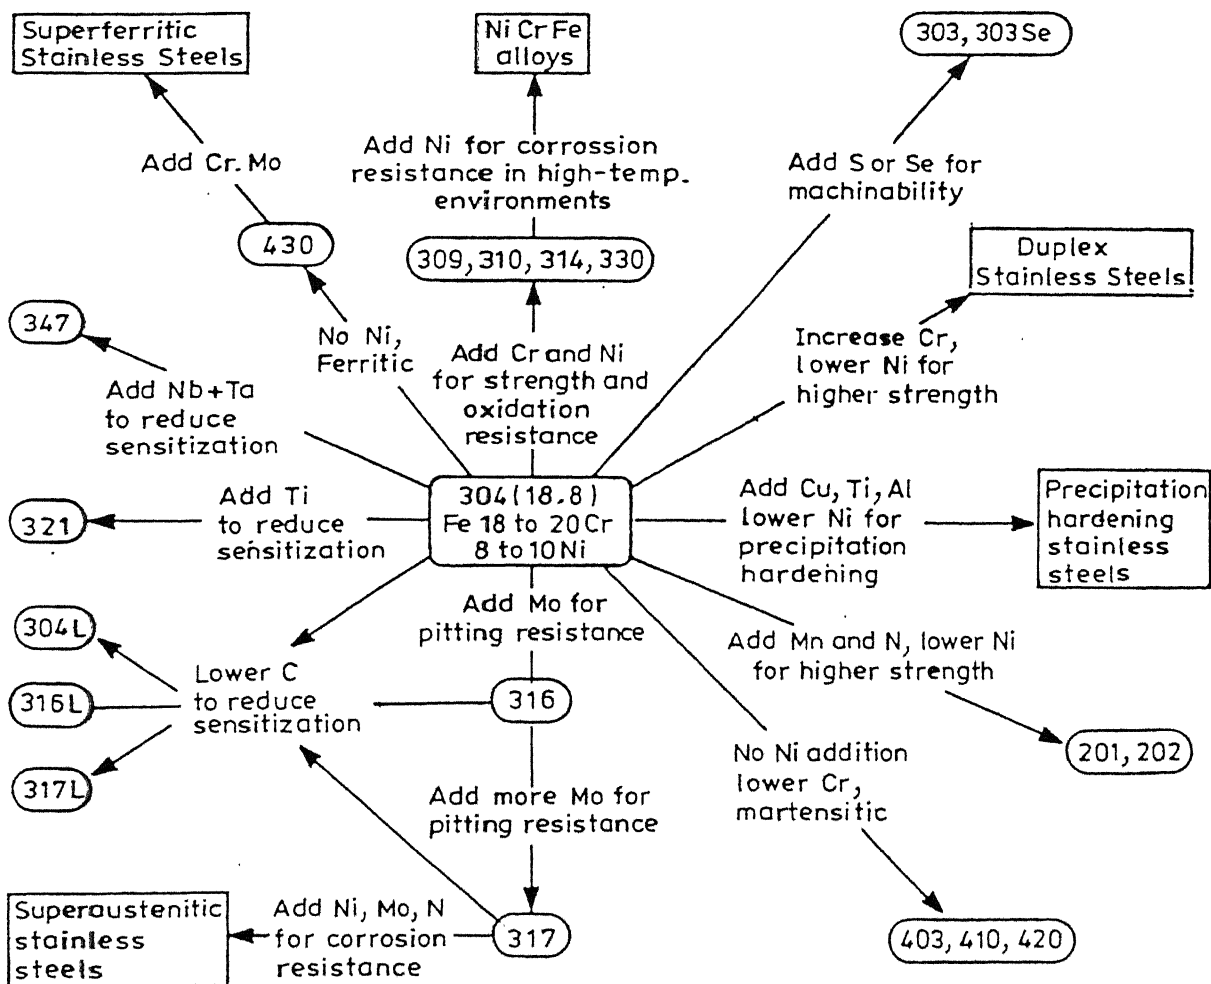 Superferritic
Stainless Steels
Ni Cr Fe
alloys
303, 303 Se
Add Cr. Mo
Add Ni for corrossion
resistance in high-temp.
environments
Add S or Se for
machinability
430
309, 310, 314, 330
Duplex
Stainless Steels
347
No Ni,
Ferritic
Add Cr and Ni
for strength and
oxidation
resistance
Increase Cr,
lower Ni for
higher strength
Add Nb+Ta
to reduce
sensitization
321
Add Ti
to reduce
sensitization
304 (18.8)
Fe 18 to 20 Cr
8 to 10 Ni
Add Cu, Ti, Al
lower Ni for
precipitation
hardening
Precipitation
hardening
stainless
steels
Add Mo for
pitting resistance
304L
316L
317L
Lower C
to reduce
sensitization
316
Add Mn and N, lower Ni
for higher strength
201, 202
No Ni addition
lower Cr,
martensitic
Add more Mo for
pitting resistance
Superaustenitic
stainless
steels
Add Ni, Mo, N
for corrosion
resistance
317
403, 410, 420